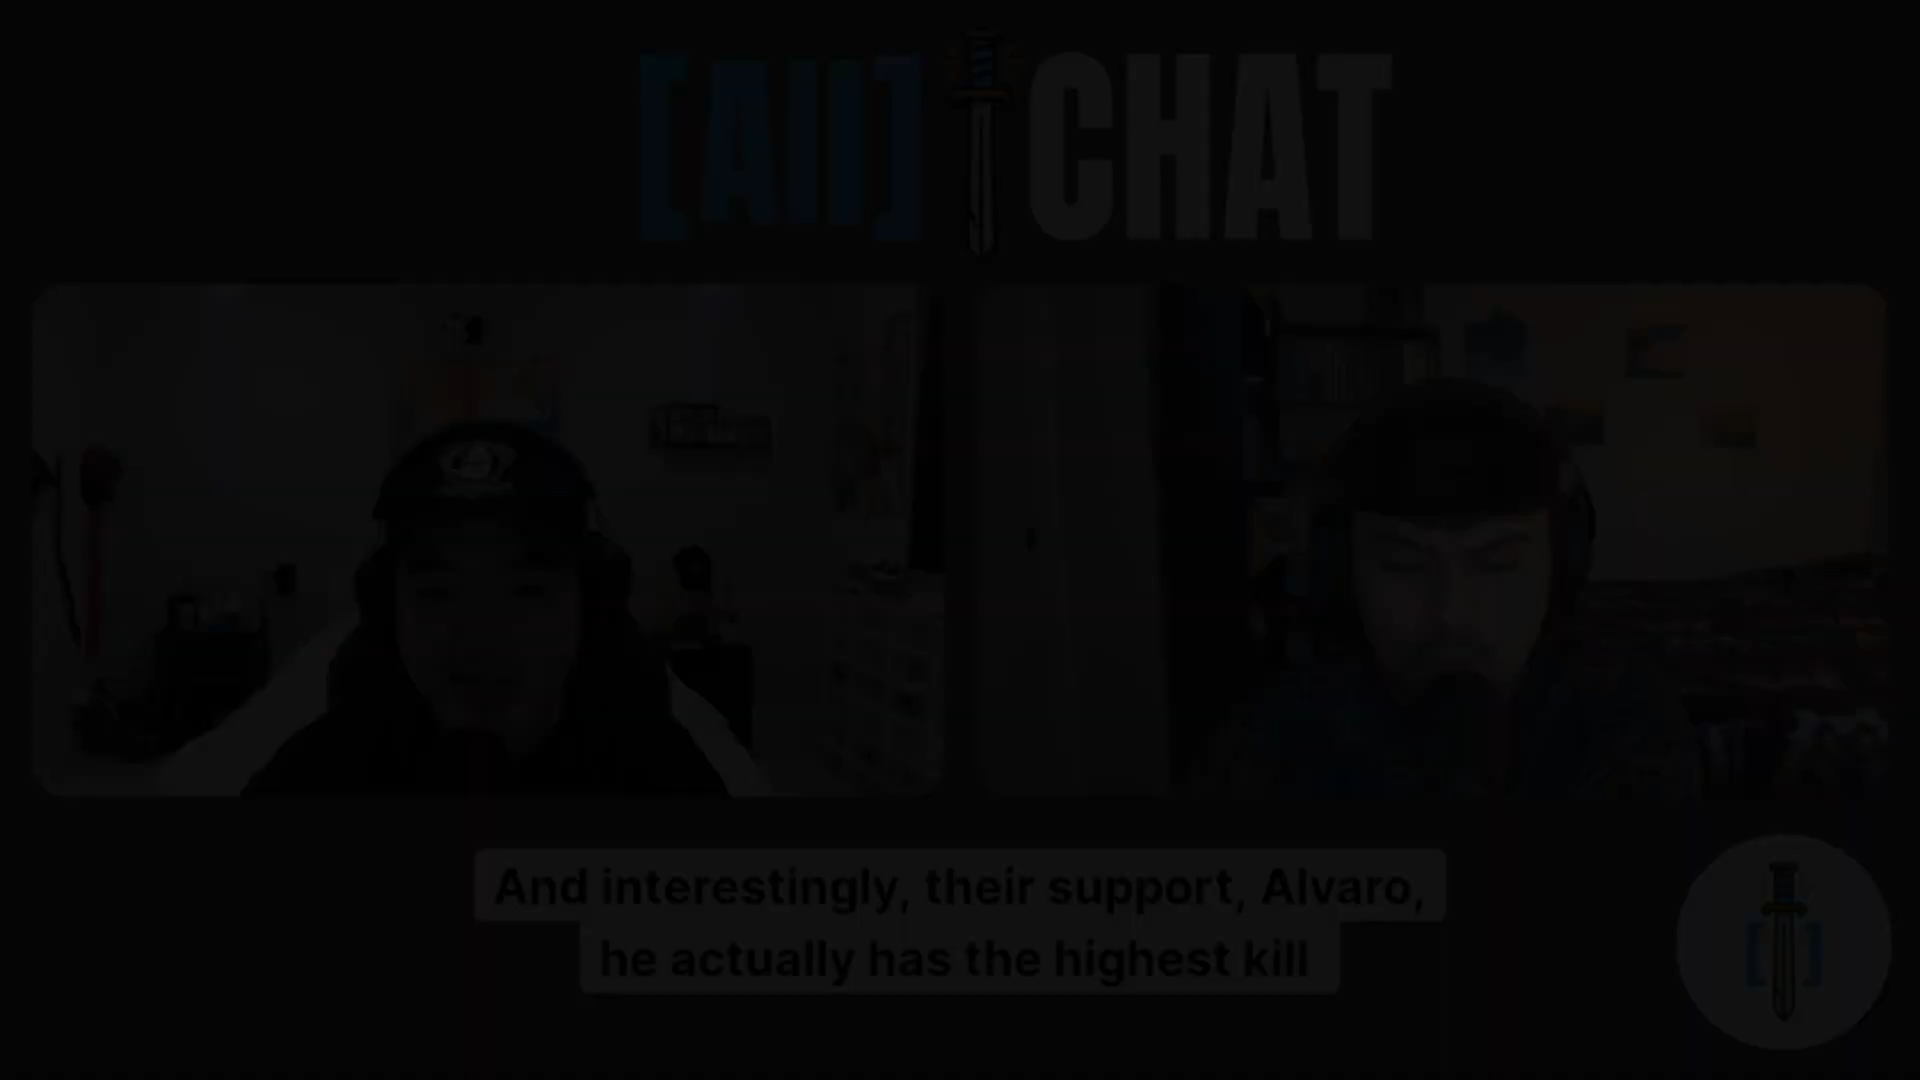 [All] CHAT
And interestingly, their support, Alvaro,
he actually has the highest kill